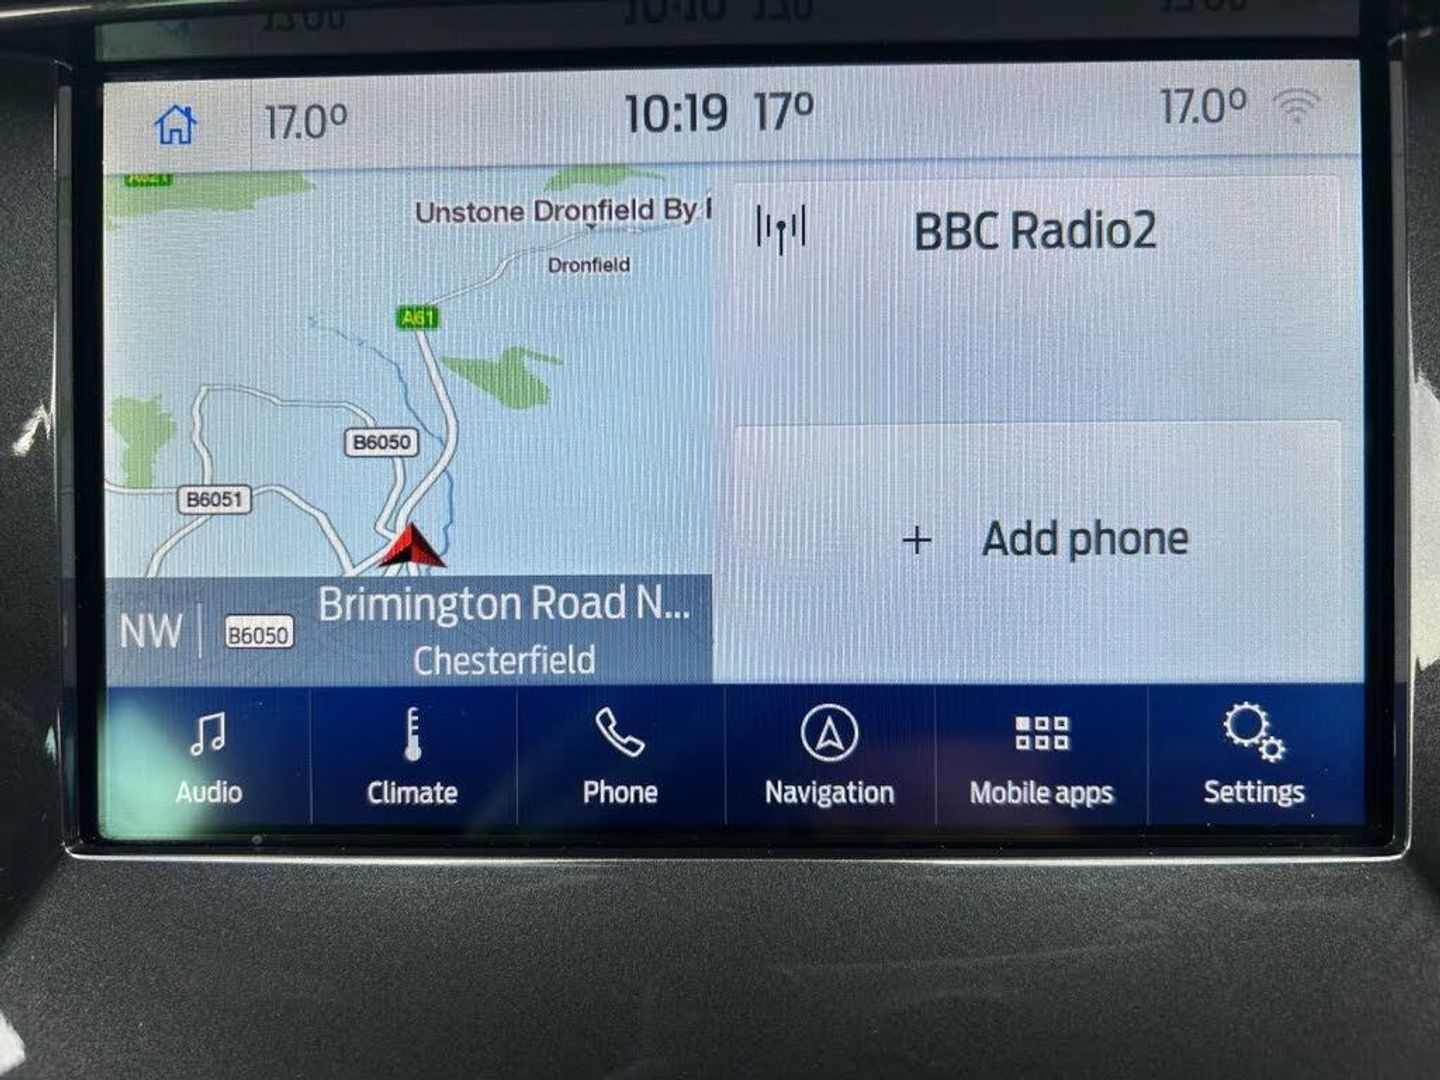 17.0° 10:19 17° 17.0°
Unstone Dronfield By
Dronfield
A61
B6050
B6051
NW B6050 Brimington Road N...
Chesterfield
BBC Radio2
+ Add phone
Audio Climate Phone Navigation Mobile apps Settings